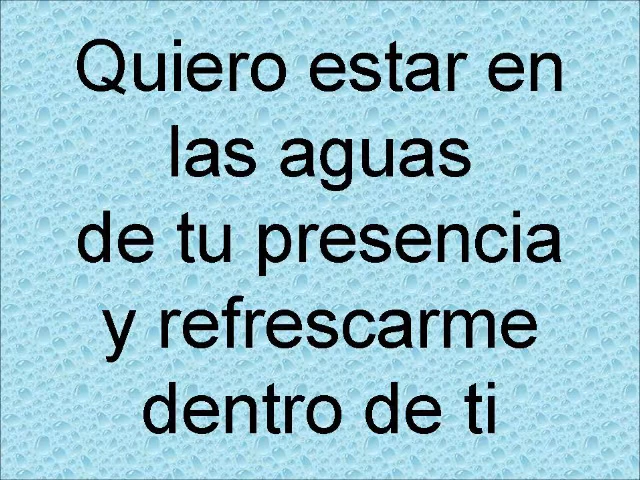 Quiero estar en
las aguas
de tu presencia
y refrescarme
dentro de ti